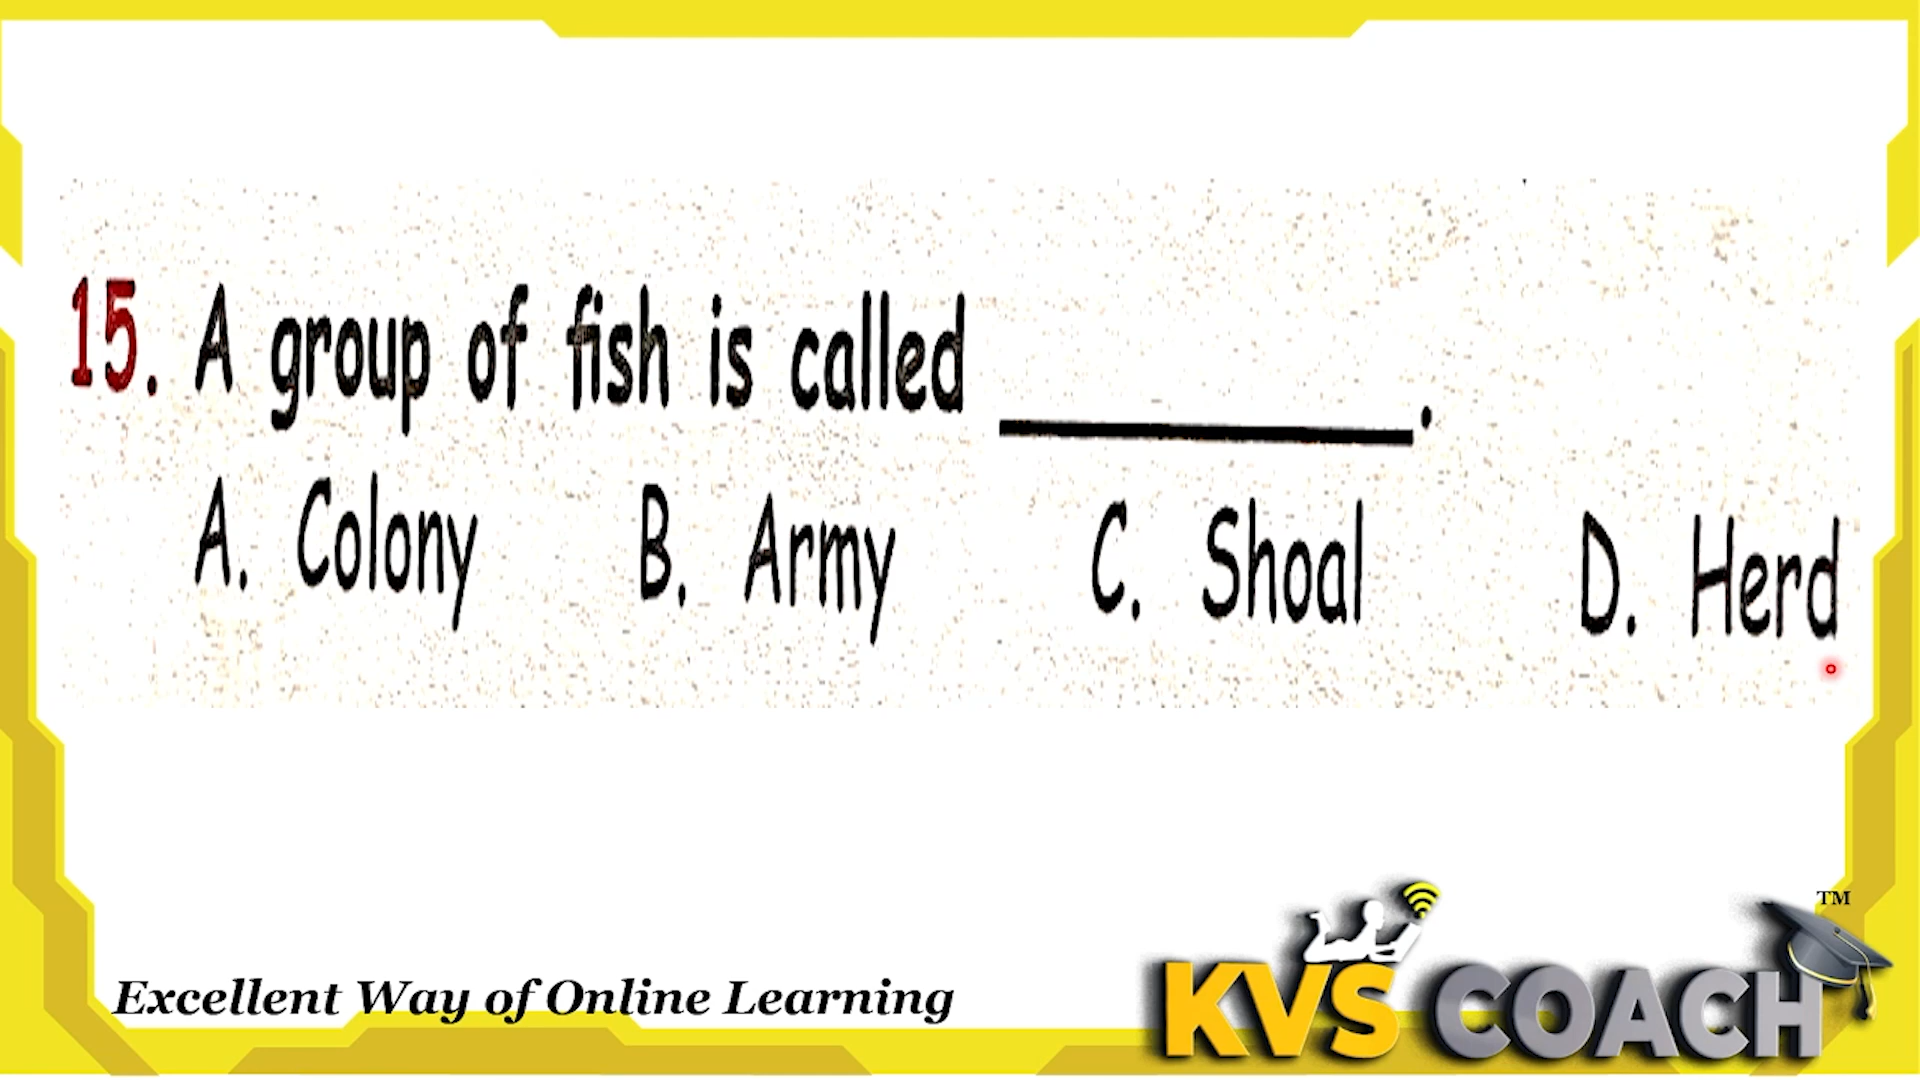 15. A group of fish is called ________.
A. Colony B. Army C. Shoal D. Herd
Excellent Way of Online Learning
KVS COACH TM